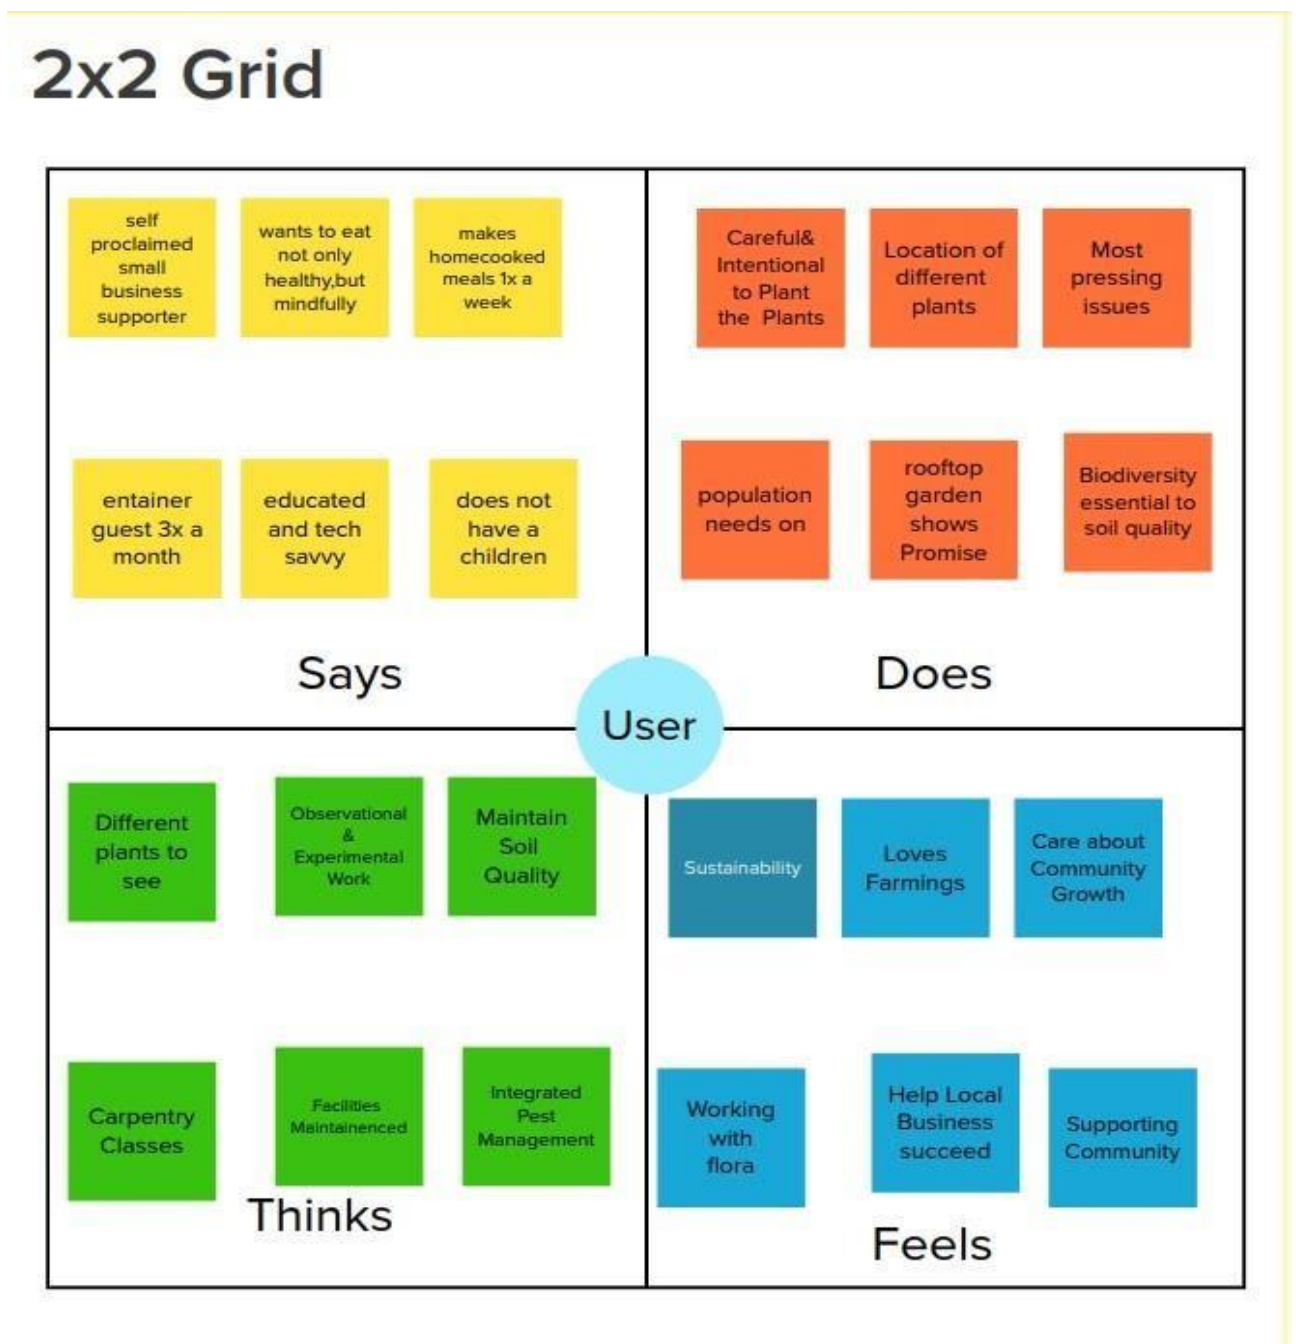 2x2 Grid
self
proclaimed
small
business
supporter
wants to eat
not only
healthy,but
mindfully
makes
homecooked
meals 1x a
week
entainer
guest 3x a
month
educated
and tech
savvy
does not
have a
children
Says
Careful&
Intentional
to Plant
the Plants
Location of
different
plants
Most
pressing
issues
population
needs on
rooftop
garden
shows
Promise
Biodiversity
essential to
soil quality
Does
User
Different
plants to
see
Observational
&
Experimental
Work
Maintain
Soil
Quality
Carpentry
Classes
Facilities
Maintainenced
Integrated
Pest
Management
Thinks
Sustainability
Loves
Farmings
Care about
Community
Growth
Working
with
flora
Help Local
Business
succeed
Supporting
Community
Feels